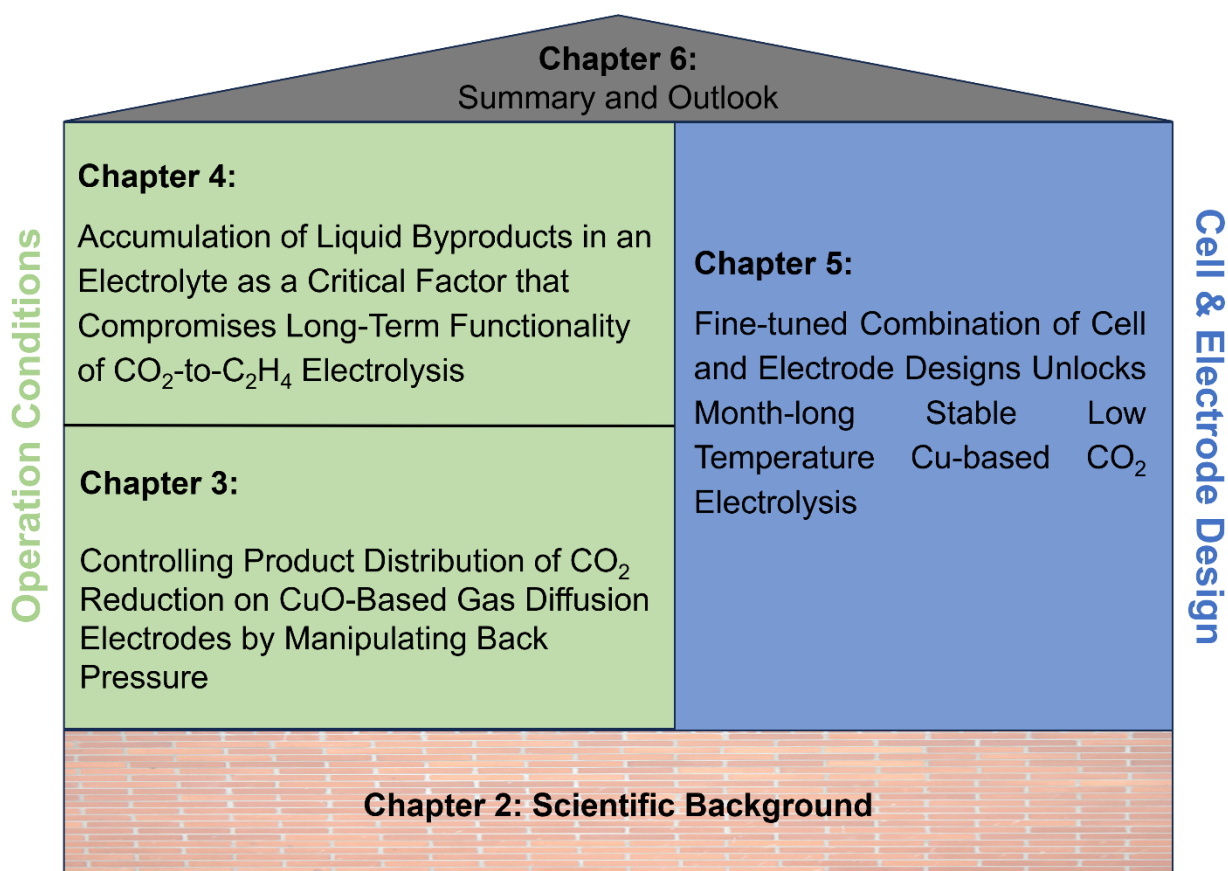 Chapter 6:
Summary and Outlook
Operation Conditions
Chapter 4:
Accumulation of Liquid Byproducts in an
Electrolyte as a Critical Factor that
Compromises Long-Term Functionality
of CO₂-to-C₂H₄ Electrolysis
Chapter 3:
Controlling Product Distribution of CO₂
Reduction on CuO-Based Gas Diffusion
Electrodes by Manipulating Back
Pressure
Chapter 5:
Fine-tuned Combination of Cell
and Electrode Designs Unlocks
Month-long Stable Low
Temperature Cu-based CO₂
Electrolysis
Cell & Electrode Design
Chapter 2: Scientific Background